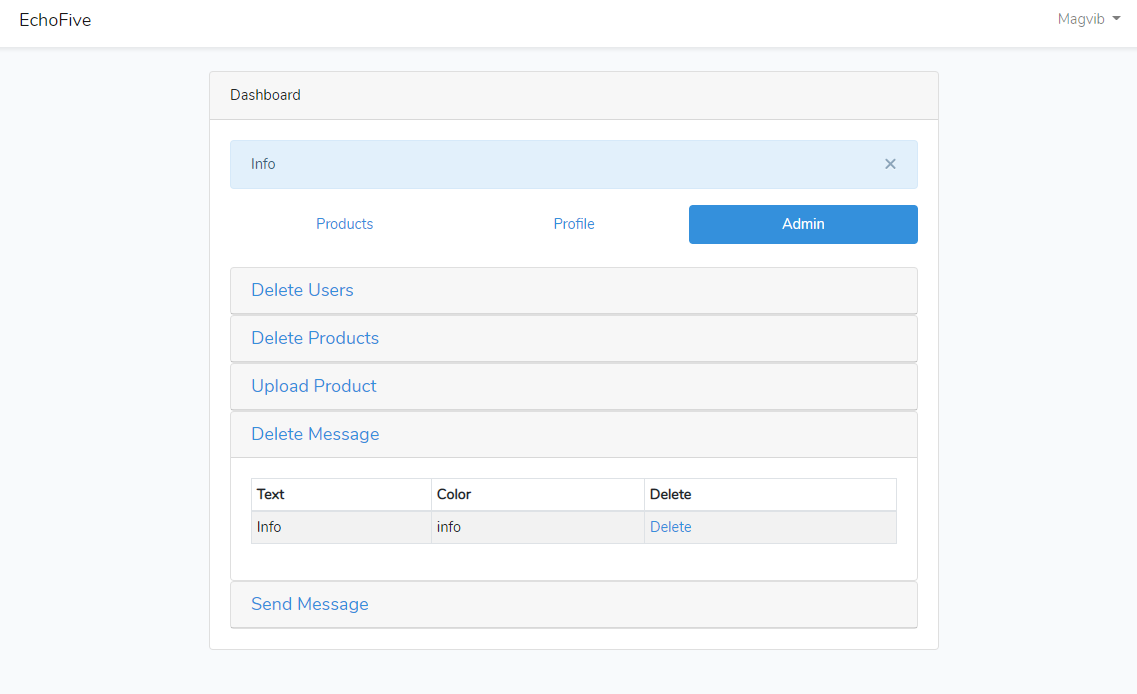 EchoFive Magvib
Dashboard
Info ×
Products Profile Admin
Delete Users
Delete Products
Upload Product
Delete Message
Text Color Delete
Info info Delete
Send Message